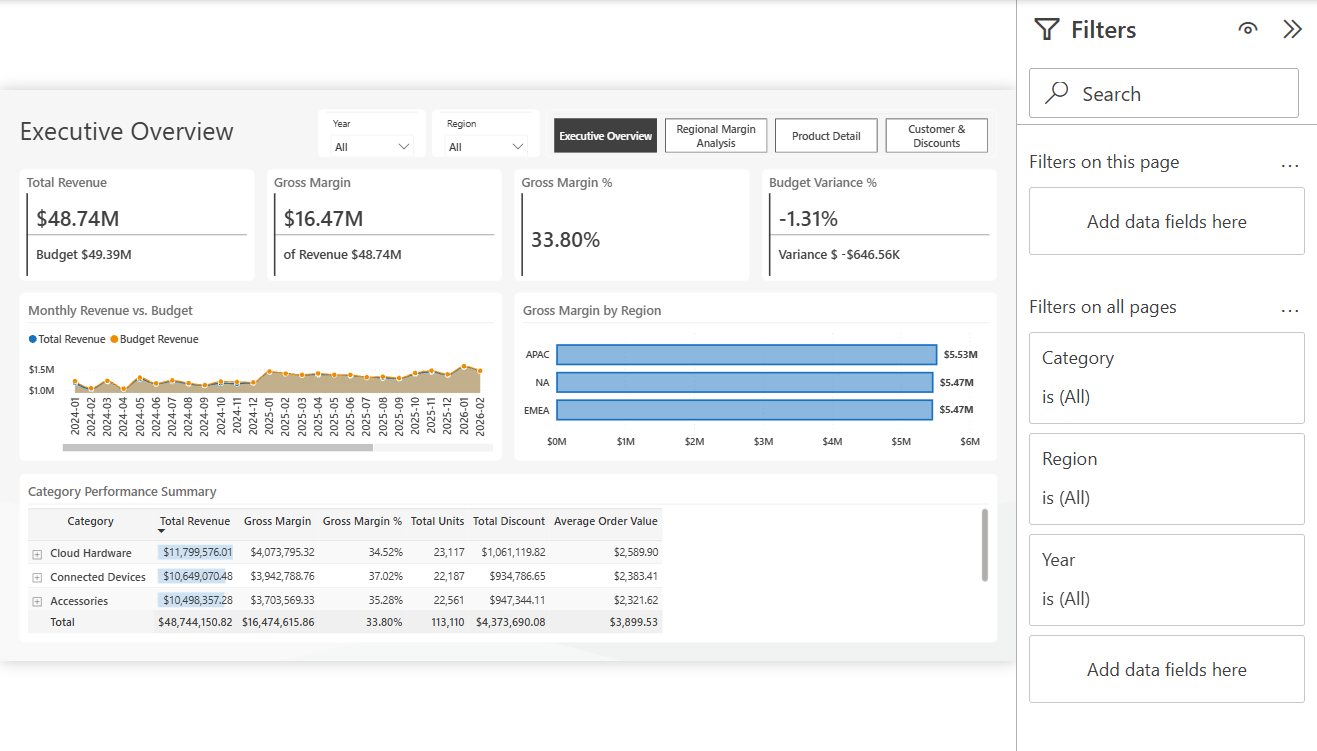 Filters
Search
Executive Overview
Year
All
Region
All
Executive Overview
Regional Margin
Analysis
Product Detail
Customer &
Discounts
Filters on this page
...
Add data fields here
Total Revenue
$48.74M
Budget $49.39M
Gross Margin
$16.47M
of Revenue $48.74M
Gross Margin %
33.80%
Budget Variance %
-1.31%
Variance $ -$646.56K
Filters on all pages
...
Category
is (All)
Region
is (All)
Year
is (All)
Add data fields here
Monthly Revenue vs. Budget
Total Revenue Budget Revenue
$1.5M
$1.0M
2024-01
2024-02
2024-03
2024-04
2024-05
2024-06
2024-07
2024-08
2024-09
2024-10
2024-11
2024-12
2025-01
2025-02
2025-03
2025-04
2025-05
2025-06
2025-07
2025-08
2025-09
2025-10
2025-11
2025-12
2026-01
2026-02
Gross Margin by Region
APAC $5.53M
NA $5.47M
EMEA $5.47M
$0M $1M $2M $3M $4M $5M $6M
Category Performance Summary
Category Total Revenue Gross Margin Gross Margin % Total Units Total Discount Average Order Value
Cloud Hardware $11,799,576.01 $4,073,795.32 34.52% 23,117 $1,061,119.82 $2,589.90
Connected Devices $10,649,070.48 $3,942,788.76 37.02% 22,187 $934,786.65 $2,383.41
Accessories $10,498,357.28 $3,703,569.33 35.28% 22,561 $947,344.11 $2,321.62
Total $48,744,150.82 $16,474,615.86 33.80% 113,110 $4,373,690.08 $3,899.53